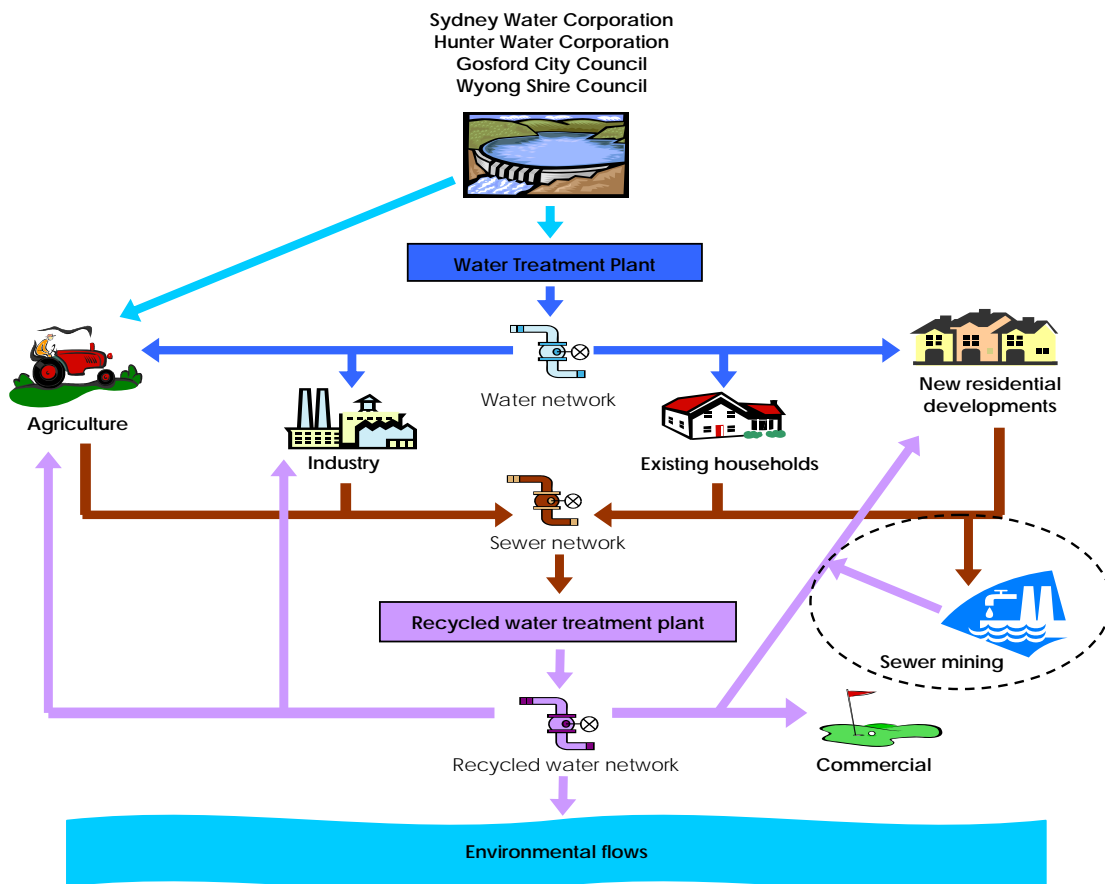 Sydney Water Corporation
Hunter Water Corporation
Gosford City Council
Wyong Shire Council
Water Treatment Plant
Water network
New residential
developments
Agriculture
Industry
Existing households
Sewer network
Recycled water treatment plant
Sewer mining
Recycled water network
Commercial
Environmental flows